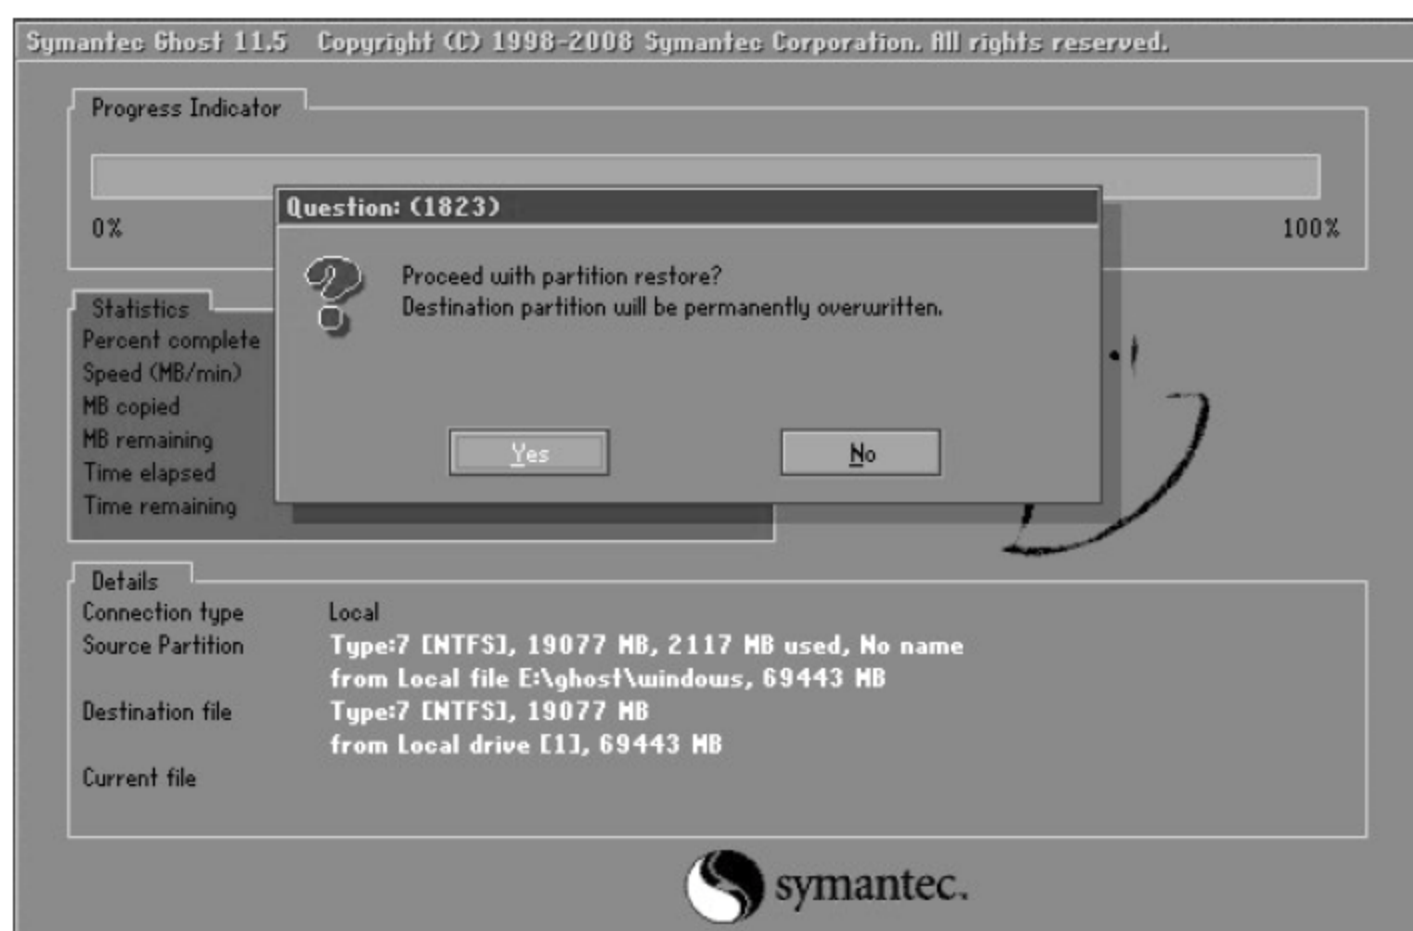 Symantec Ghost 11.5   Copyright (C) 1998-2008 Symantec Corporation. All rights reserved.
Progress Indicator
0%
100%
Question: (1823)
Proceed with partition restore?
Destination partition will be permanently overwritten.
Yes
No
Statistics
Percent complete
Speed (MB/min)
MB copied
MB remaining
Time elapsed
Time remaining
Details
Connection type   Local
Source Partition   Type:7 [NTFS], 19077 MB, 2117 MB used, No name
from Local file E:\ghost\windows, 69443 MB
Destination file   Type:7 [NTFS], 19077 MB
from Local drive [1], 69443 MB
Current file
symantec.